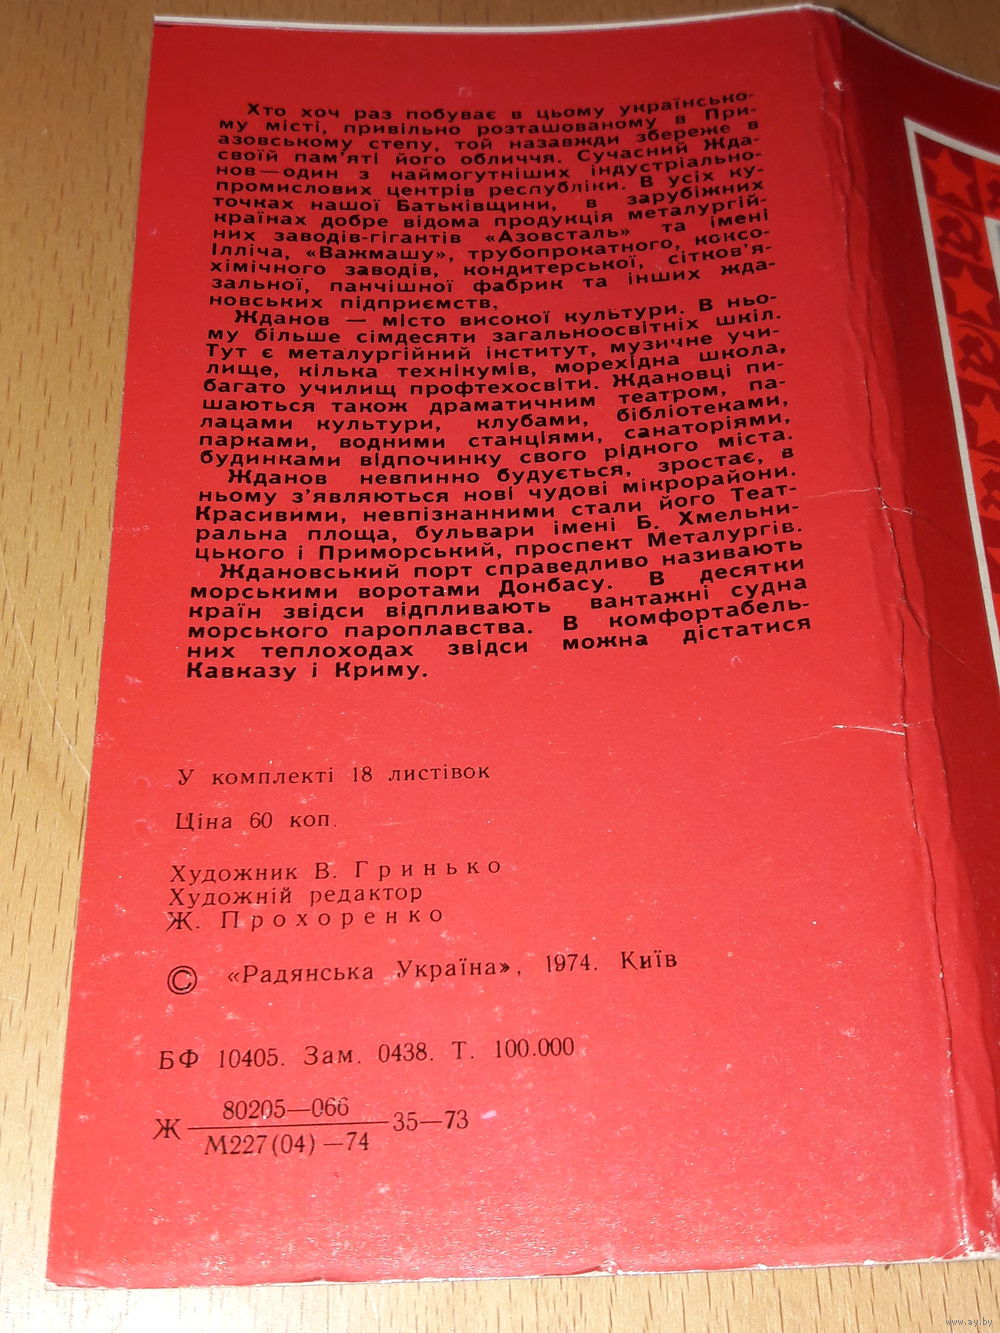 Хто хоч раз побуває в цьому українсько-
му місті, привільно розташованому в При-
азовському степу, той назавжди збереже в
своїй пам'яті його обличчя. Сучасний Жда-
нов — один з наймогутніших індустріально-
промислових центрів республіки. В усіх ку-
точках нашої Батьківщини, в зарубіжних
країнах добре відома продукція металургій-
них заводів-гігантів «Азовсталь» та імені
Ілліча, «Важмашу», трубопрокатного, коксо-
хімічного заводів, кондитерської, сітков'я-
зальної, панчішної фабрик та інших жда-
новських підприємств.
Жданов — місто високої культури. В ньо-
му більше сімдесяти загальноосвітніх шкіл.
Тут є металургійний інститут, музичне учи-
лище, кілька технікумів, морехідна школа,
багато училищ профтехосвіти. Ждановці пи-
шаються також драматичним театром, па-
лацами культури, клубами, бібліотеками,
парками, водними станціями, санаторіями,
будинками відпочинку свого рідного міста.
Жданов невпинно будується, зростає, в
ньому з'являються нові чудові мікрорайони.
Красивими, невпізнанними стали його Теат-
ральна площа, бульвари імені Б. Хмельни-
цького і Приморський, проспект Металургів.
Ждановський порт справедливо називають
морськими воротами Донбасу. В десятки
країн звідси відпливають вантажні судна
морського пароплавства. В комфортабель-
них теплоходах звідси можна дістатися
Кавказу і Криму.
У комплекті 18 листівок
Ціна 60 коп.
Художник В. Гринько
Художній редактор
Ж. Прохоренко
© «Радянська Україна», 1974. Київ
БФ 10405. Зам. 0438. Т. 100.000
80205—066
Ж 35—73
М227(04)—74
www.ay.by